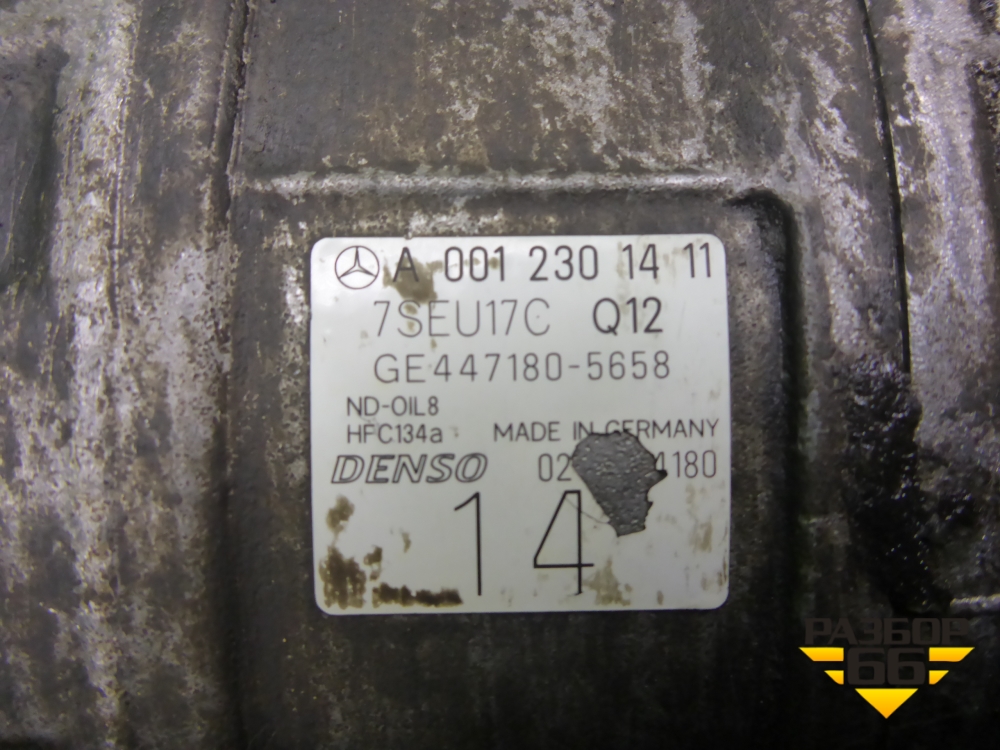 A 001 230 14 11
7SEU17C Q12
GE447180-5658
ND-OIL8
HFC134a MADE IN GERMANY
DENSO
14
РАЗБОР
66